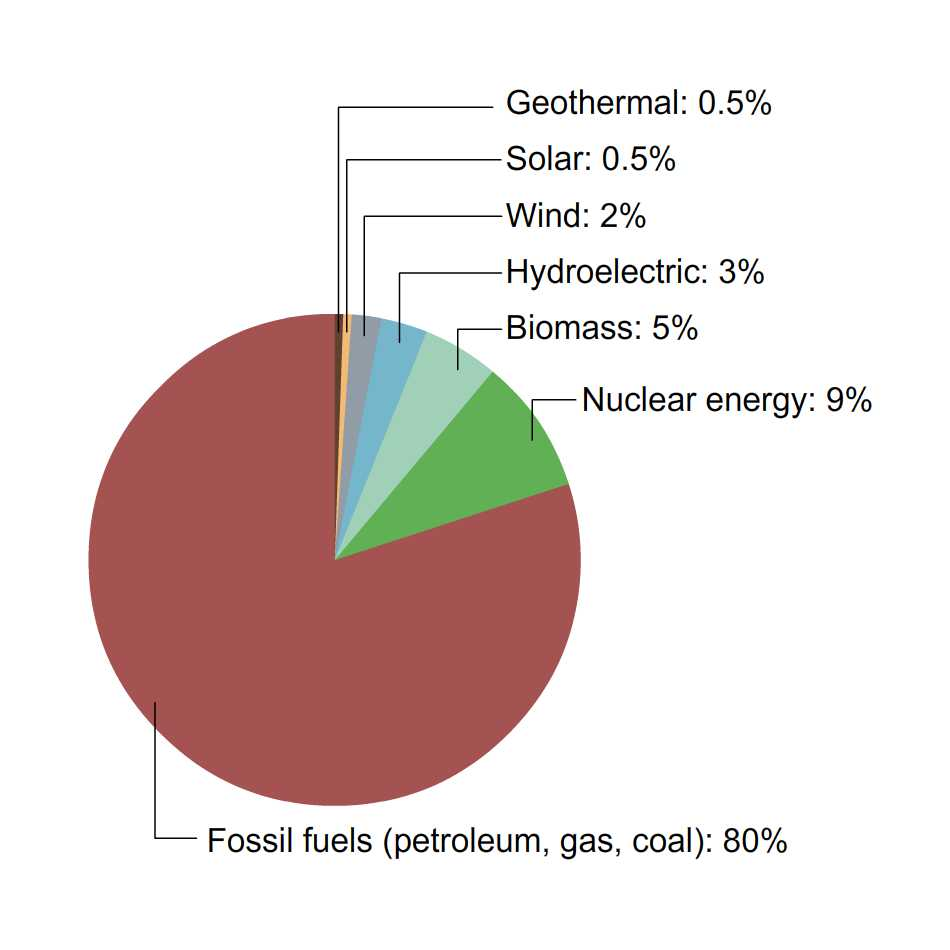 Geothermal: 0.5%
Solar: 0.5%
Wind: 2%
Hydroelectric: 3%
Biomass: 5%
Nuclear energy: 9%
Fossil fuels (petroleum, gas, coal): 80%